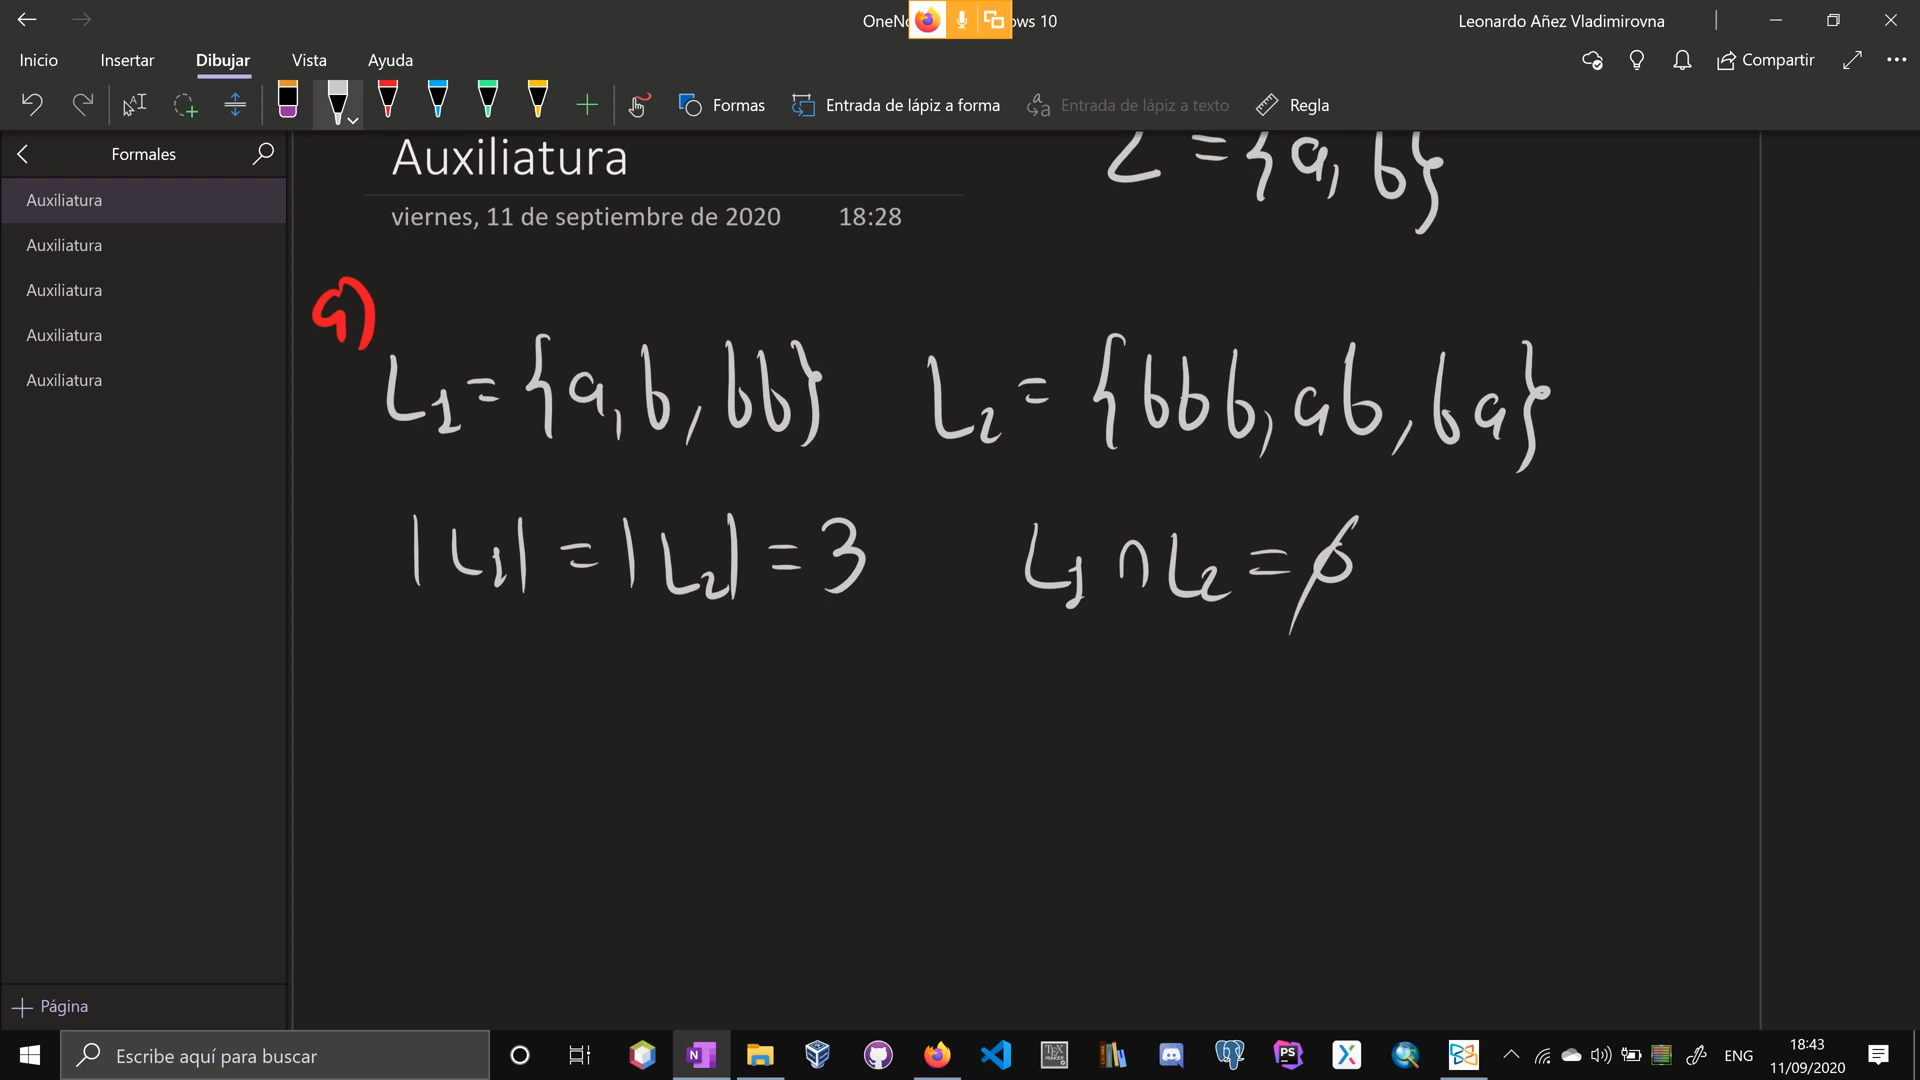 OneNo
ows 10
Leonardo Añez Vladimirovna
Inicio
Insertar
Dibujar
Vista
Ayuda
Compartir
Formas
Entrada de lápiz a forma
Entrada de lápiz a texto
Regla
Formales
Auxiliatura
Auxiliatura
Auxiliatura
Auxiliatura
Auxiliatura
Página
Auxiliatura
viernes, 11 de septiembre de 2020 18:28
Σ = {a, b}
a)
L₁ = {a, b, bb} L₂ = {bbb, ab, ba}
|L₁| = |L₂| = 3 L₁ ∩ L₂ = ∅
Escribe aquí para buscar
ENG
18:43
11/09/2020